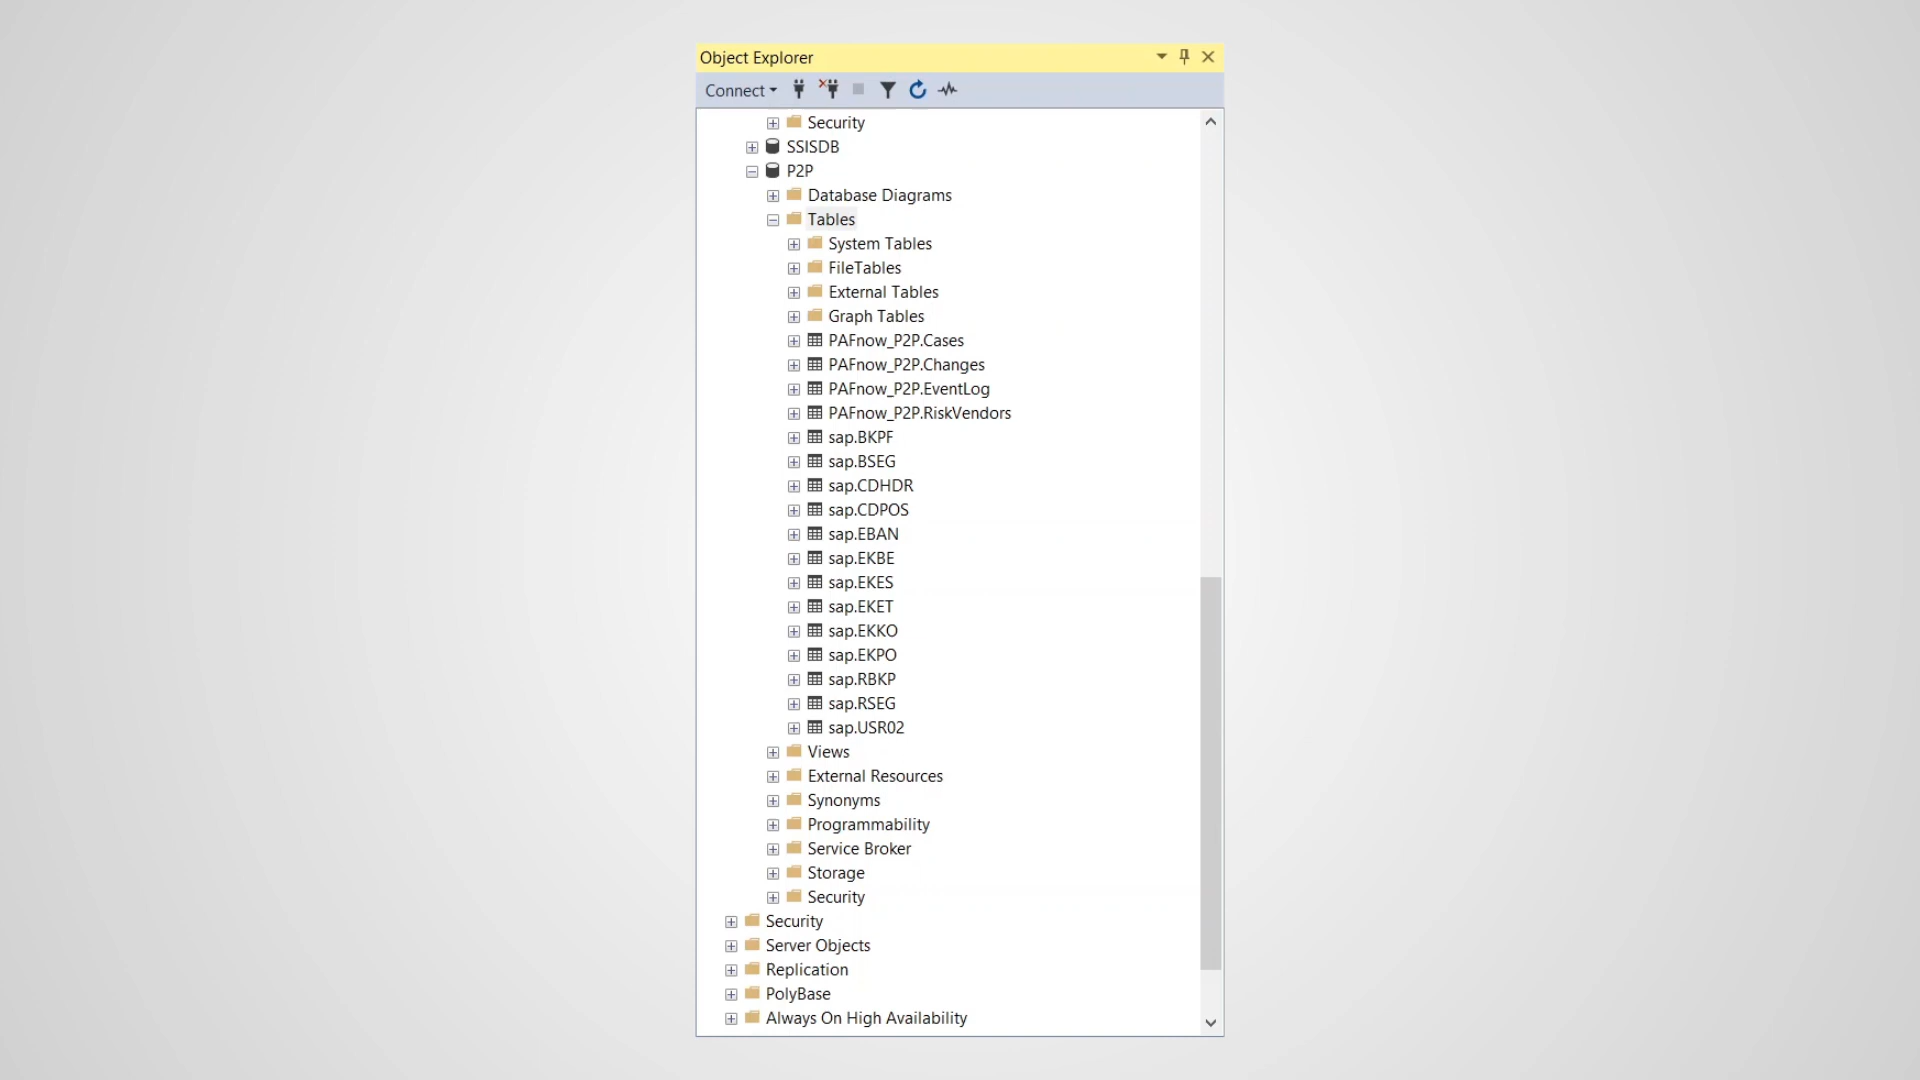 Object Explorer
Connect
Security
SSISDB
P2P
Database Diagrams
Tables
System Tables
FileTables
External Tables
Graph Tables
PAFnow_P2P.Cases
PAFnow_P2P.Changes
PAFnow_P2P.EventLog
PAFnow_P2P.RiskVendors
sap.BKPF
sap.BSEG
sap.CDHDR
sap.CDPOS
sap.EBAN
sap.EKBE
sap.EKES
sap.EKET
sap.EKKO
sap.EKPO
sap.RBKP
sap.RSEG
sap.USR02
Views
External Resources
Synonyms
Programmability
Service Broker
Storage
Security
Security
Server Objects
Replication
PolyBase
Always On High Availability